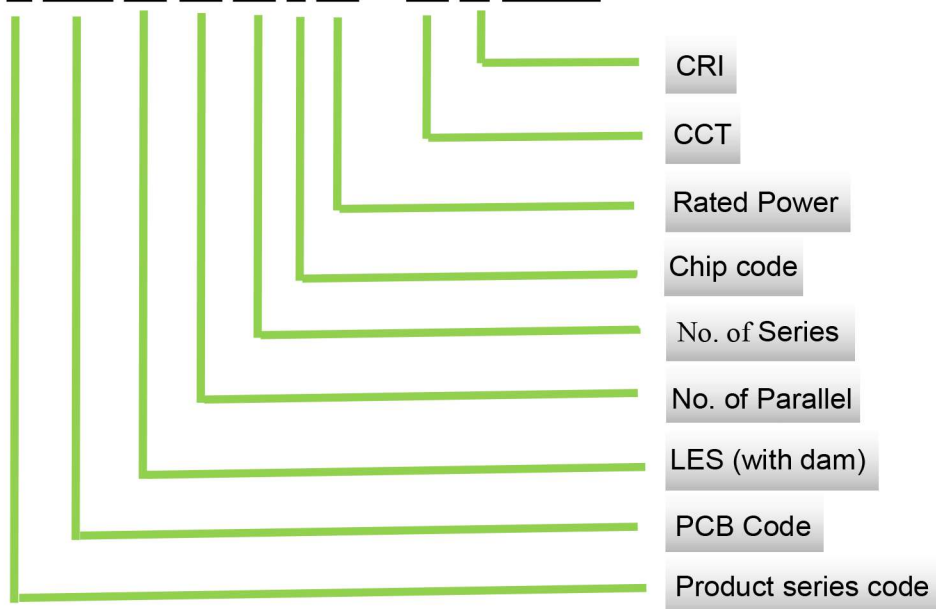 CRI
CCT
Rated Power
Chip code
No. of Series
No. of Parallel
LES (with dam)
PCB Code
Product series code